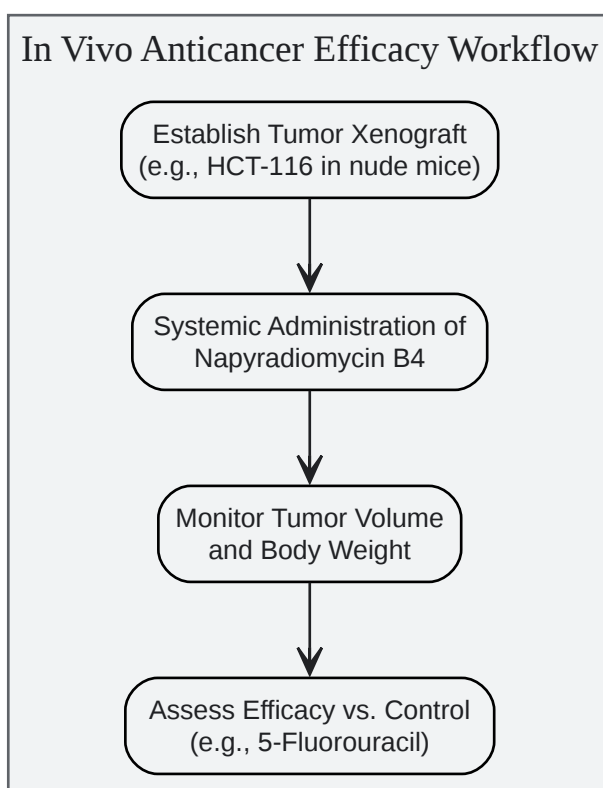 In Vivo Anticancer Efficacy Workflow
Establish Tumor Xenograft
(e.g., HCT-116 in nude mice)
Systemic Administration of
Napyradiomycin B4
Monitor Tumor Volume
and Body Weight
Assess Efficacy vs. Control
(e.g., 5-Fluorouracil)